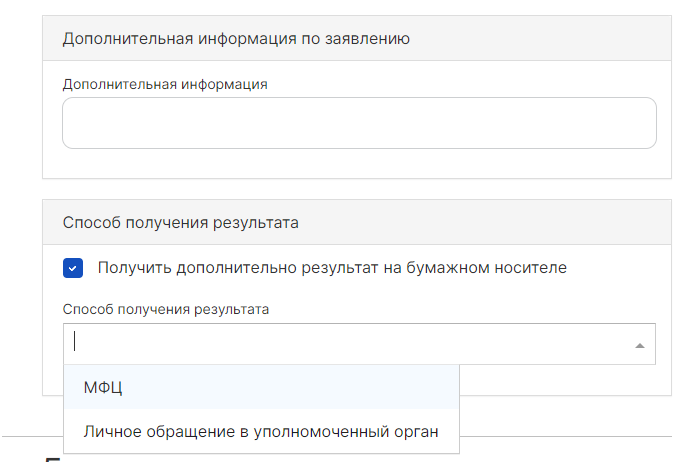 Дополнительная информация по заявлению
Дополнительная информация
Способ получения результата
Получить дополнительно результат на бумажном носителе
Способ получения результата
МФЦ
Личное обращение в уполномоченный орган